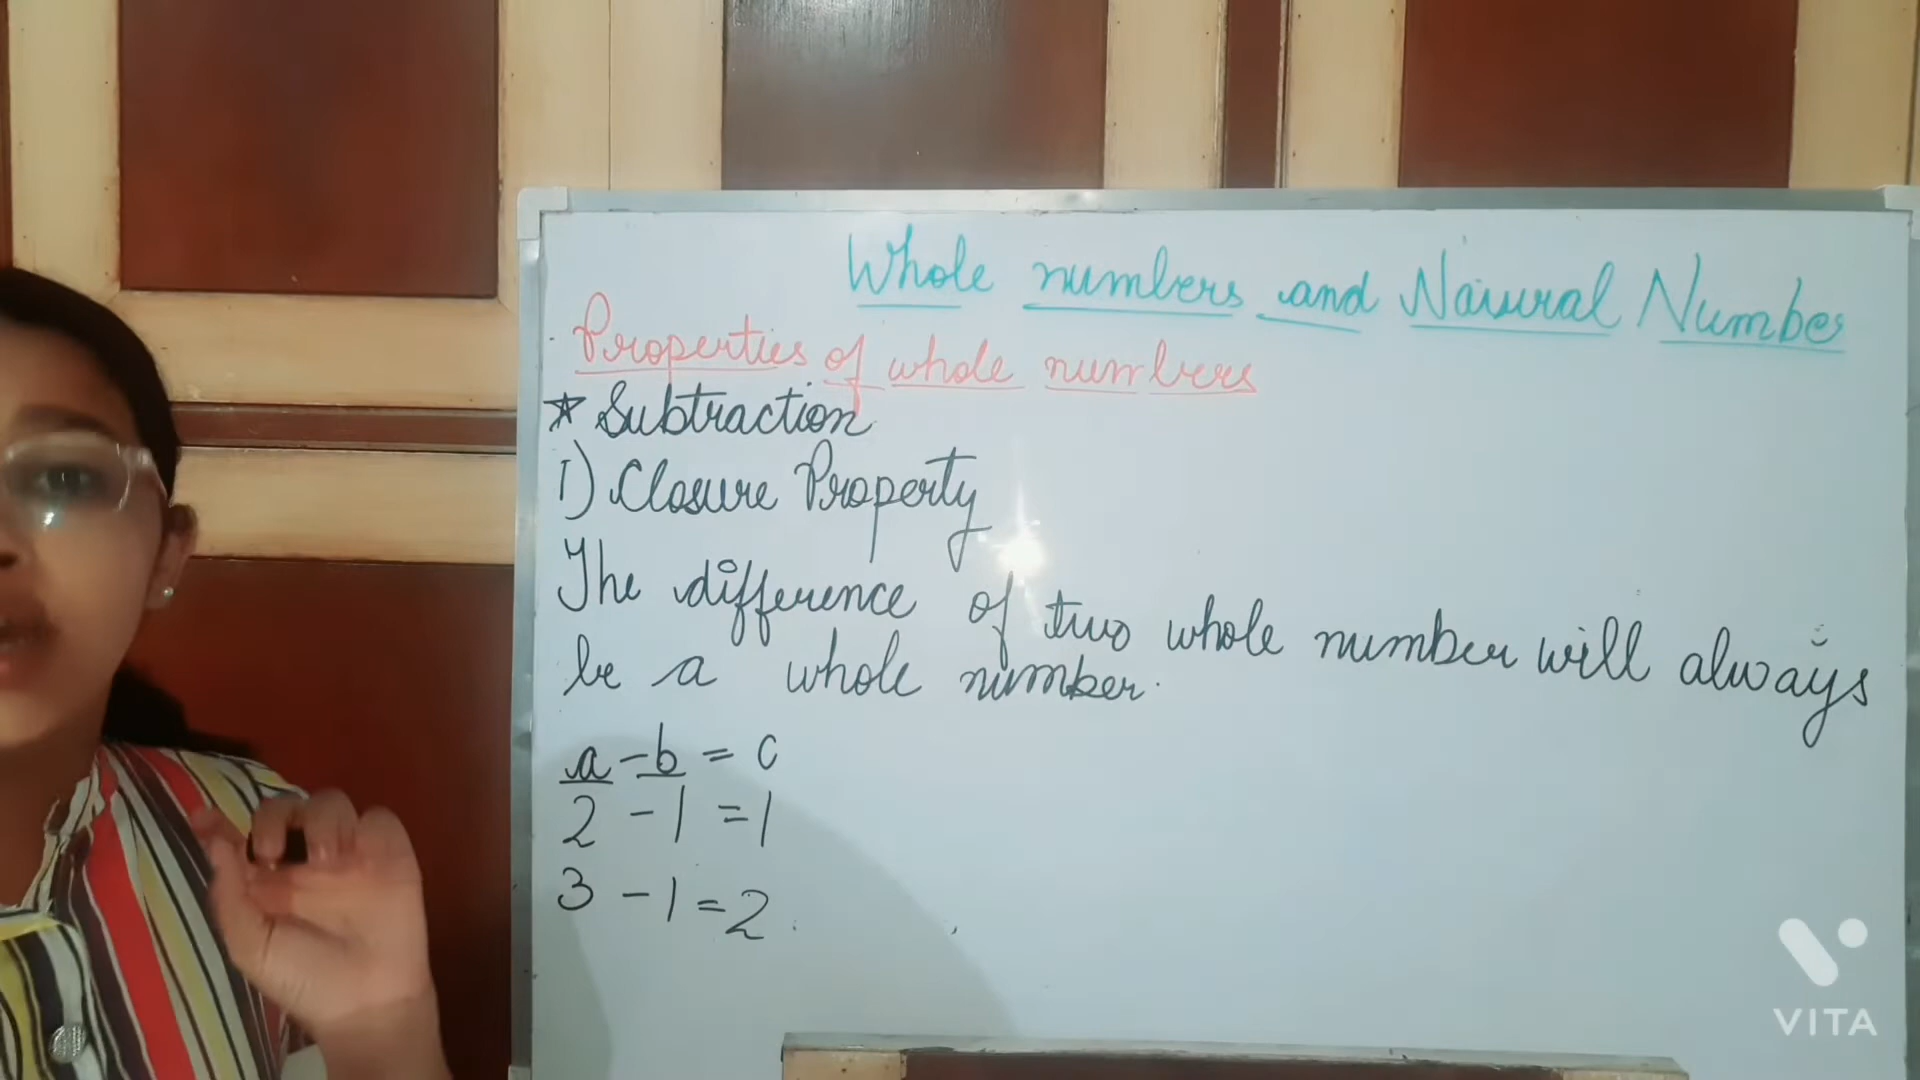 Whole numbers and Natural Number
Properties of whole numbers
* Subtraction
1) Closure Property
The difference of two whole number will always
be a whole number.
a - b = c
2 - 1 = 1
3 - 1 = 2
VITA